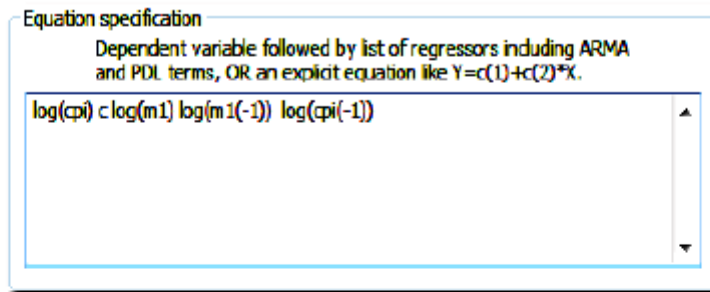 Equation specification
Dependent variable followed by list of regressors including ARMA
and PDL terms, OR an explicit equation like Y=c(1)+c(2)*X.
log(cpi) c log(m1) log(m1(-1)) log(cpi(-1))